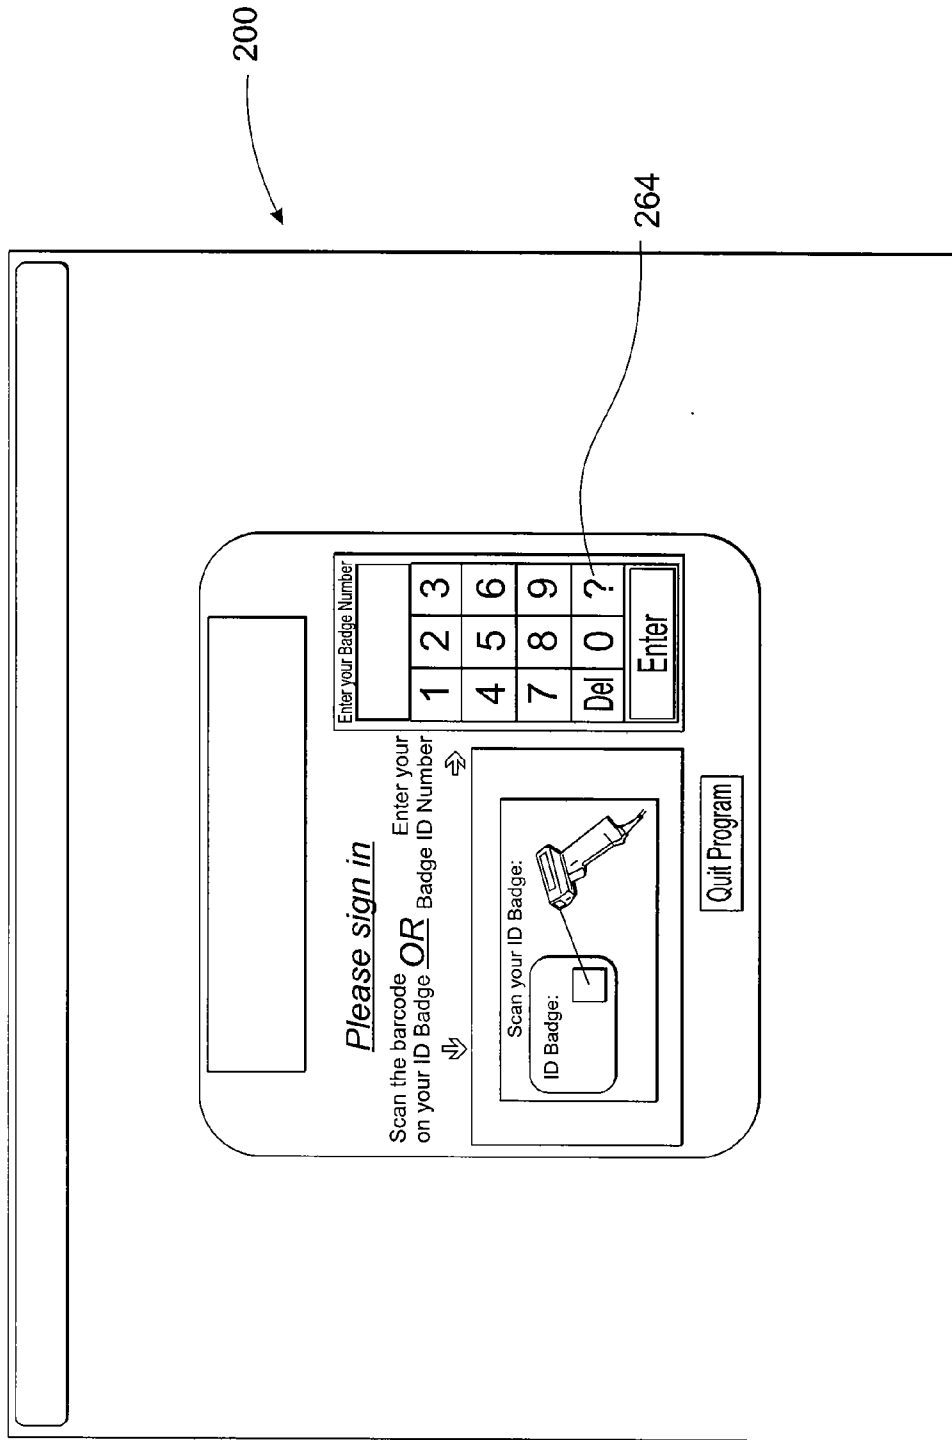 200
264
Please sign in
Scan the barcode
on your ID Badge OR
Enter your
Badge ID Number
Enter your Badge Number
1 2 3
4 5 6
7 8 9
Del 0 ?
Enter
Scan your ID Badge:
ID Badge:
Quit Program